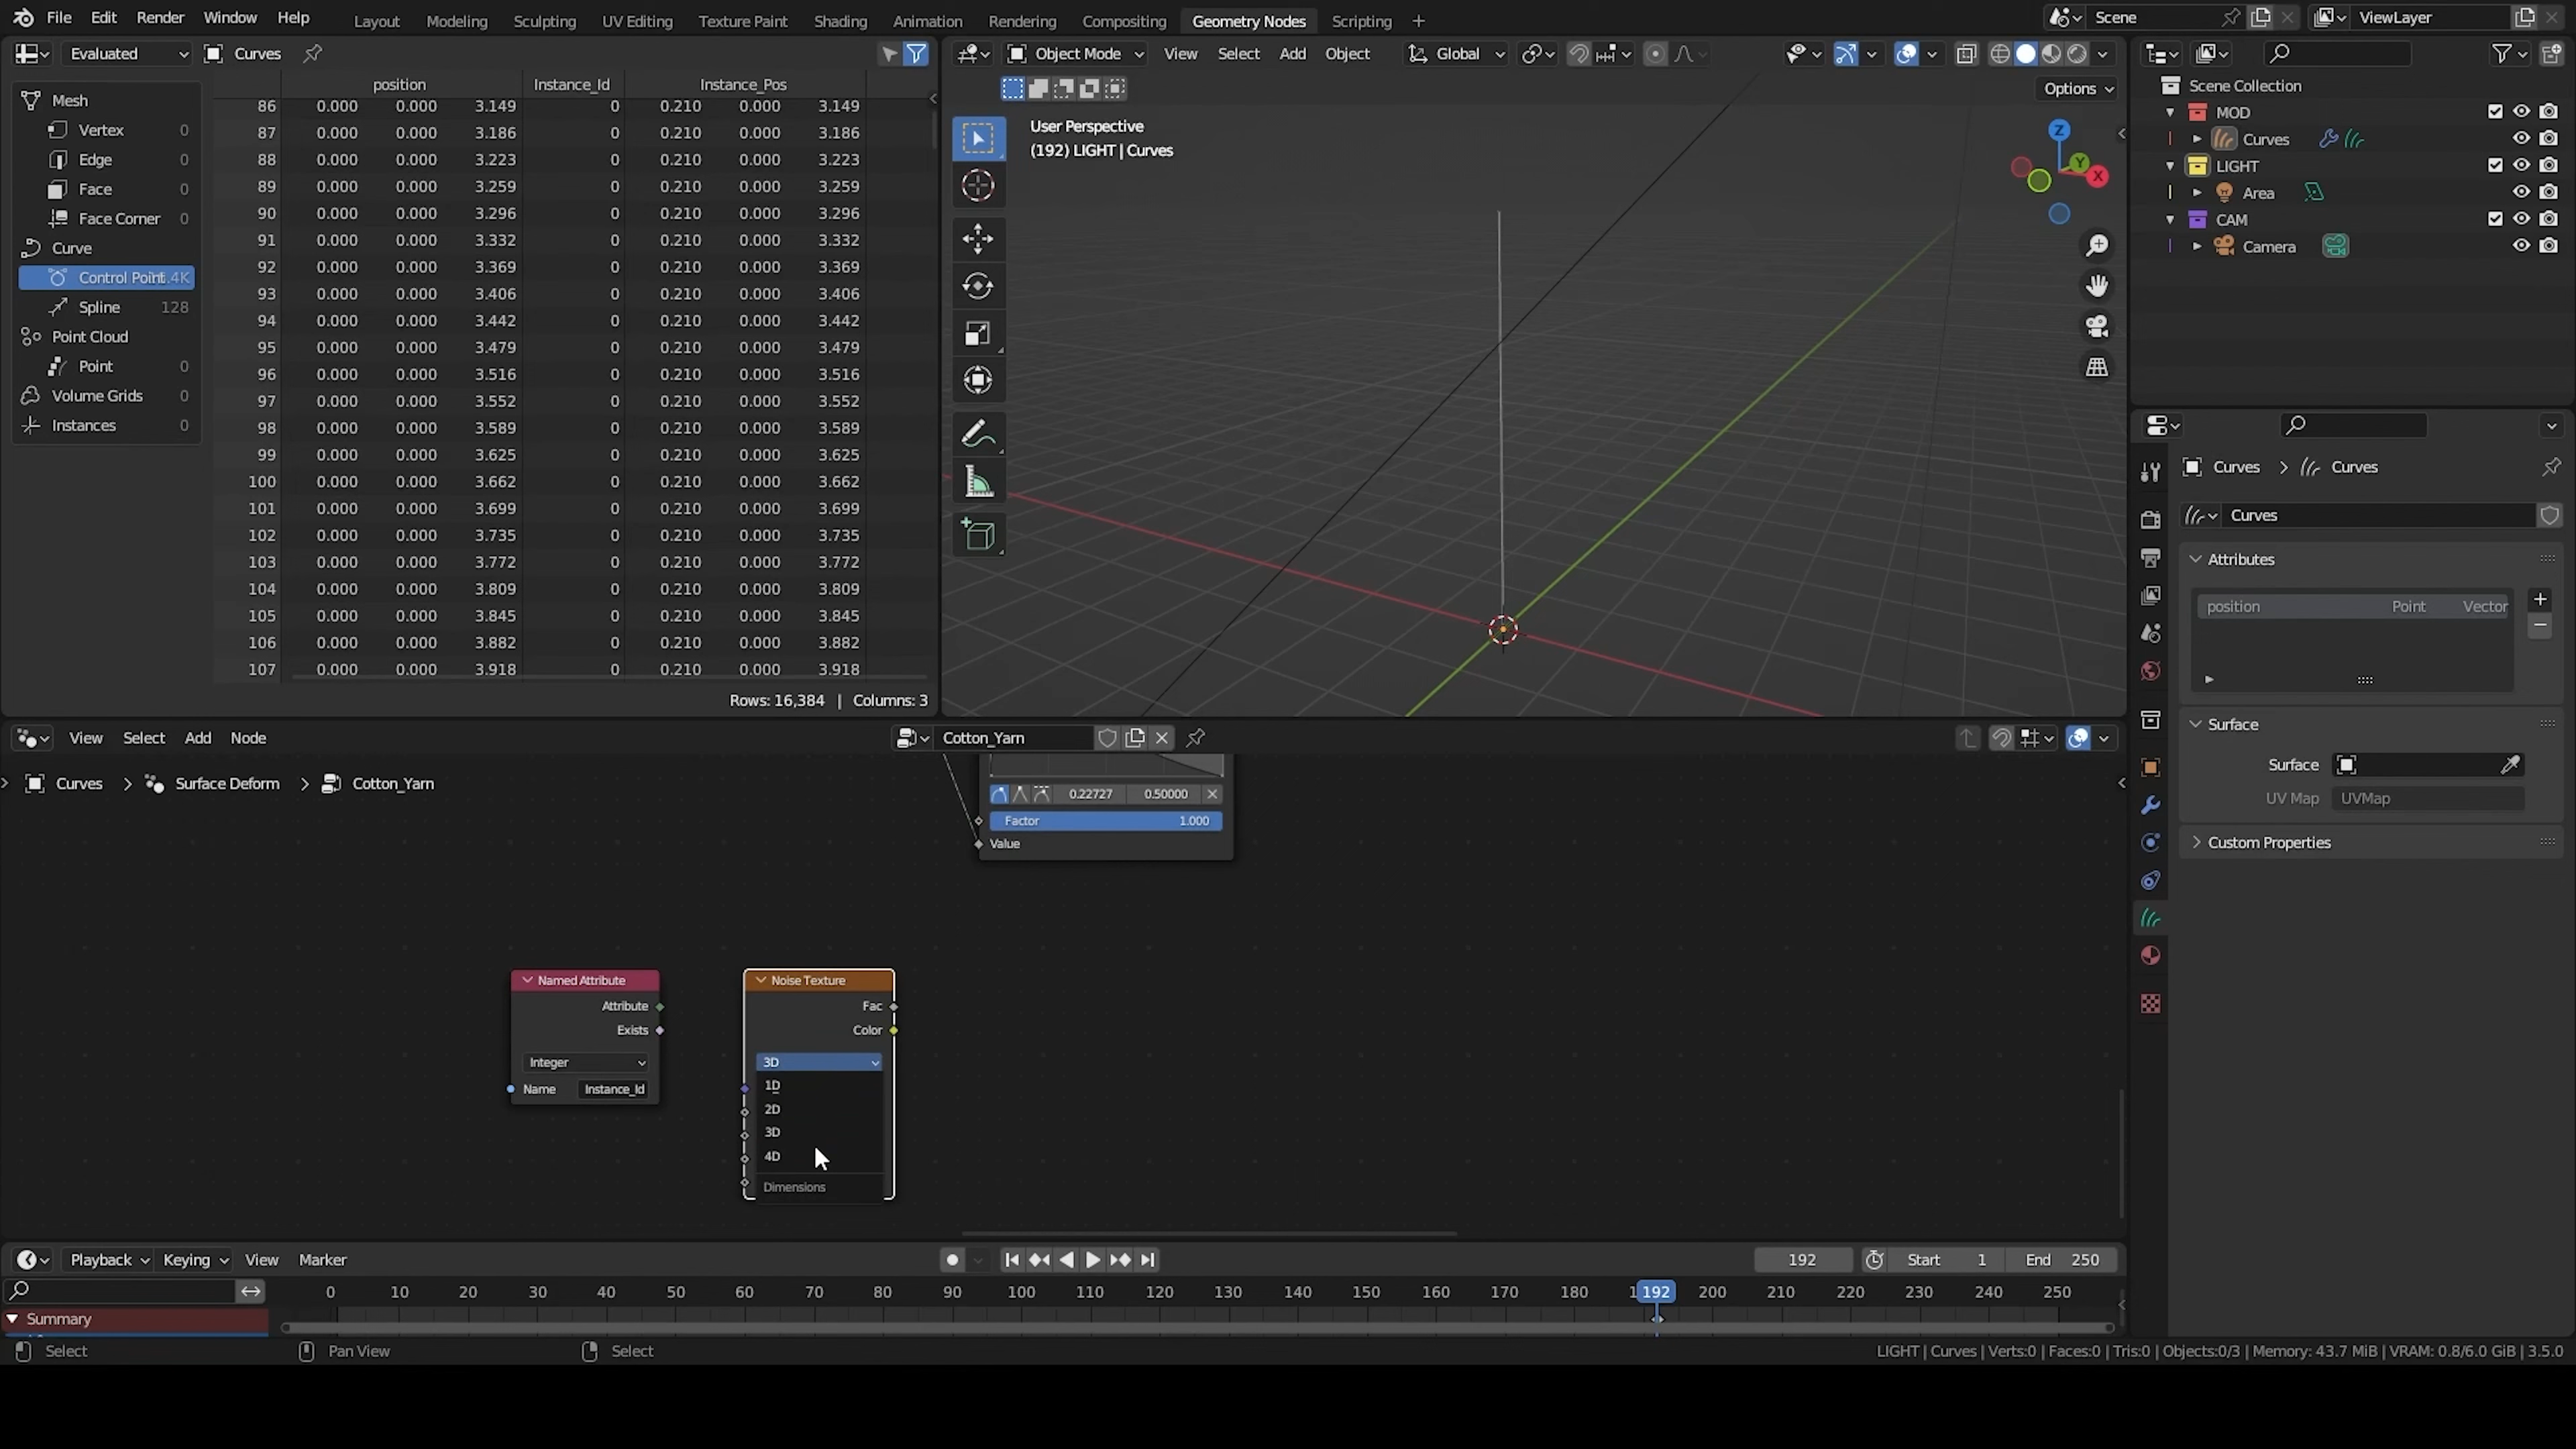 File Edit Render Window Help Layout Modeling Sculpting UV Editing Texture Paint Shading Animation Rendering Compositing Geometry Nodes Scripting + Scene ViewLayer
Evaluated Curves
Object Mode View Select Add Object Global
Options
position Instance_Id Instance_Pos
Mesh
Vertex 0
Edge 0
Face 0
Face Corner 0
Curve
Control Point .4K
Spline 128
Point Cloud
Point 0
Volume Grids 0
Instances 0
86 0.000 0.000 3.149 0 0.210 0.000 3.149
87 0.000 0.000 3.186 0 0.210 0.000 3.186
88 0.000 0.000 3.223 0 0.210 0.000 3.223
89 0.000 0.000 3.259 0 0.210 0.000 3.259
90 0.000 0.000 3.296 0 0.210 0.000 3.296
91 0.000 0.000 3.332 0 0.210 0.000 3.332
92 0.000 0.000 3.369 0 0.210 0.000 3.369
93 0.000 0.000 3.406 0 0.210 0.000 3.406
94 0.000 0.000 3.442 0 0.210 0.000 3.442
95 0.000 0.000 3.479 0 0.210 0.000 3.479
96 0.000 0.000 3.516 0 0.210 0.000 3.516
97 0.000 0.000 3.552 0 0.210 0.000 3.552
98 0.000 0.000 3.589 0 0.210 0.000 3.589
99 0.000 0.000 3.625 0 0.210 0.000 3.625
100 0.000 0.000 3.662 0 0.210 0.000 3.662
101 0.000 0.000 3.699 0 0.210 0.000 3.699
102 0.000 0.000 3.735 0 0.210 0.000 3.735
103 0.000 0.000 3.772 0 0.210 0.000 3.772
104 0.000 0.000 3.809 0 0.210 0.000 3.809
105 0.000 0.000 3.845 0 0.210 0.000 3.845
106 0.000 0.000 3.882 0 0.210 0.000 3.882
107 0.000 0.000 3.918 0 0.210 0.000 3.918
Rows: 16,384 | Columns: 3
User Perspective
(192) LIGHT | Curves
Z
Y
X
Scene Collection
MOD
Curves
LIGHT
Area
CAM
Camera
Curves > Curves
Curves
Attributes
position Point Vector
Surface
Surface
UV Map UVMap
Custom Properties
View Select Add Node Cotton_Yarn
Curves > Surface Deform > Cotton_Yarn
0.22727 0.50000
Factor 1.000
Value
Named Attribute
Attribute
Exists
Integer
Name Instance_Id
Noise Texture
Fac
Color
3D
1D
2D
3D
4D
Dimensions
Playback Keying View Marker 192 Start 1 End 250
0 10 20 30 40 50 60 70 80 90 100 110 120 130 140 150 160 170 180 1 192 200 210 220 230 240 250
Summary
Select Pan View Select LIGHT | Curves | Verts:0 | Faces:0 | Tris:0 | Objects:0/3 | Memory: 43.7 MiB | VRAM: 0.8/6.0 GiB | 3.5.0